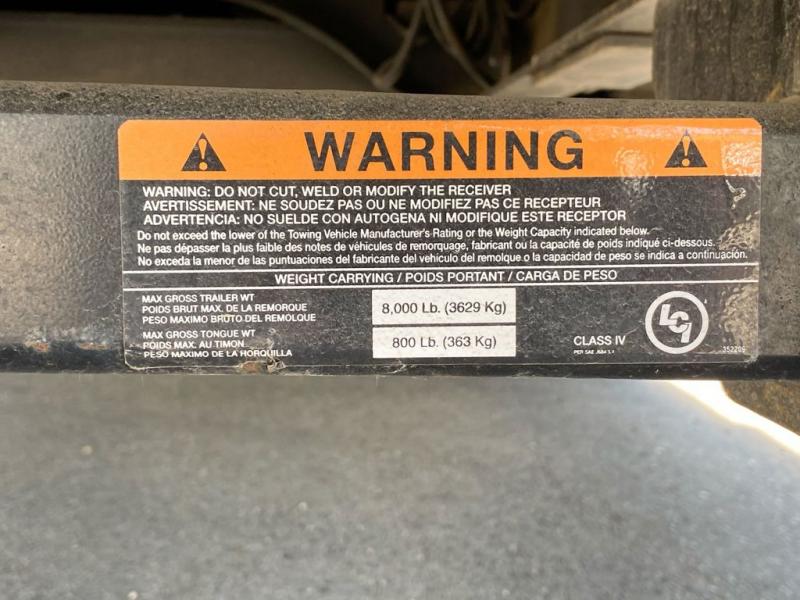 WARNING
WARNING: DO NOT CUT, WELD OR MODIFY THE RECEIVER
AVERTISSEMENT: NE SOUDEZ PAS OU NE MODIFIEZ PAS CE RECEPTEUR
ADVERTENCIA: NO SUELDE CON AUTOGENA NI MODIFIQUE ESTE RECEPTOR
Do not exceed the lower of the Towing Vehicle Manufacturer's Rating or the Weight Capacity indicated below.
Ne pas dépasser la plus faible des notes de véhicules de remorquage, fabricant ou la capacité de poids indiqué ci-dessous.
No exceda la menor de las puntuaciones del fabricante del vehículo del remolque o la capacidad de peso se indica a continuación.
WEIGHT CARRYING / POIDS PORTANT / CARGA DE PESO
MAX GROSS TRAILER WT
POIDS BRUT MAX. DE LA REMORQUE
PESO MAXIMO BRUTO DEL REMOLQUE
8,000 Lb. (3629 Kg)
MAX GROSS TONGUE WT
POIDS MAX. AU TIMON
PESO MAXIMO DE LA HORQUILLA
800 Lb. (363 Kg)
CLASS IV
PER SAE
LCI